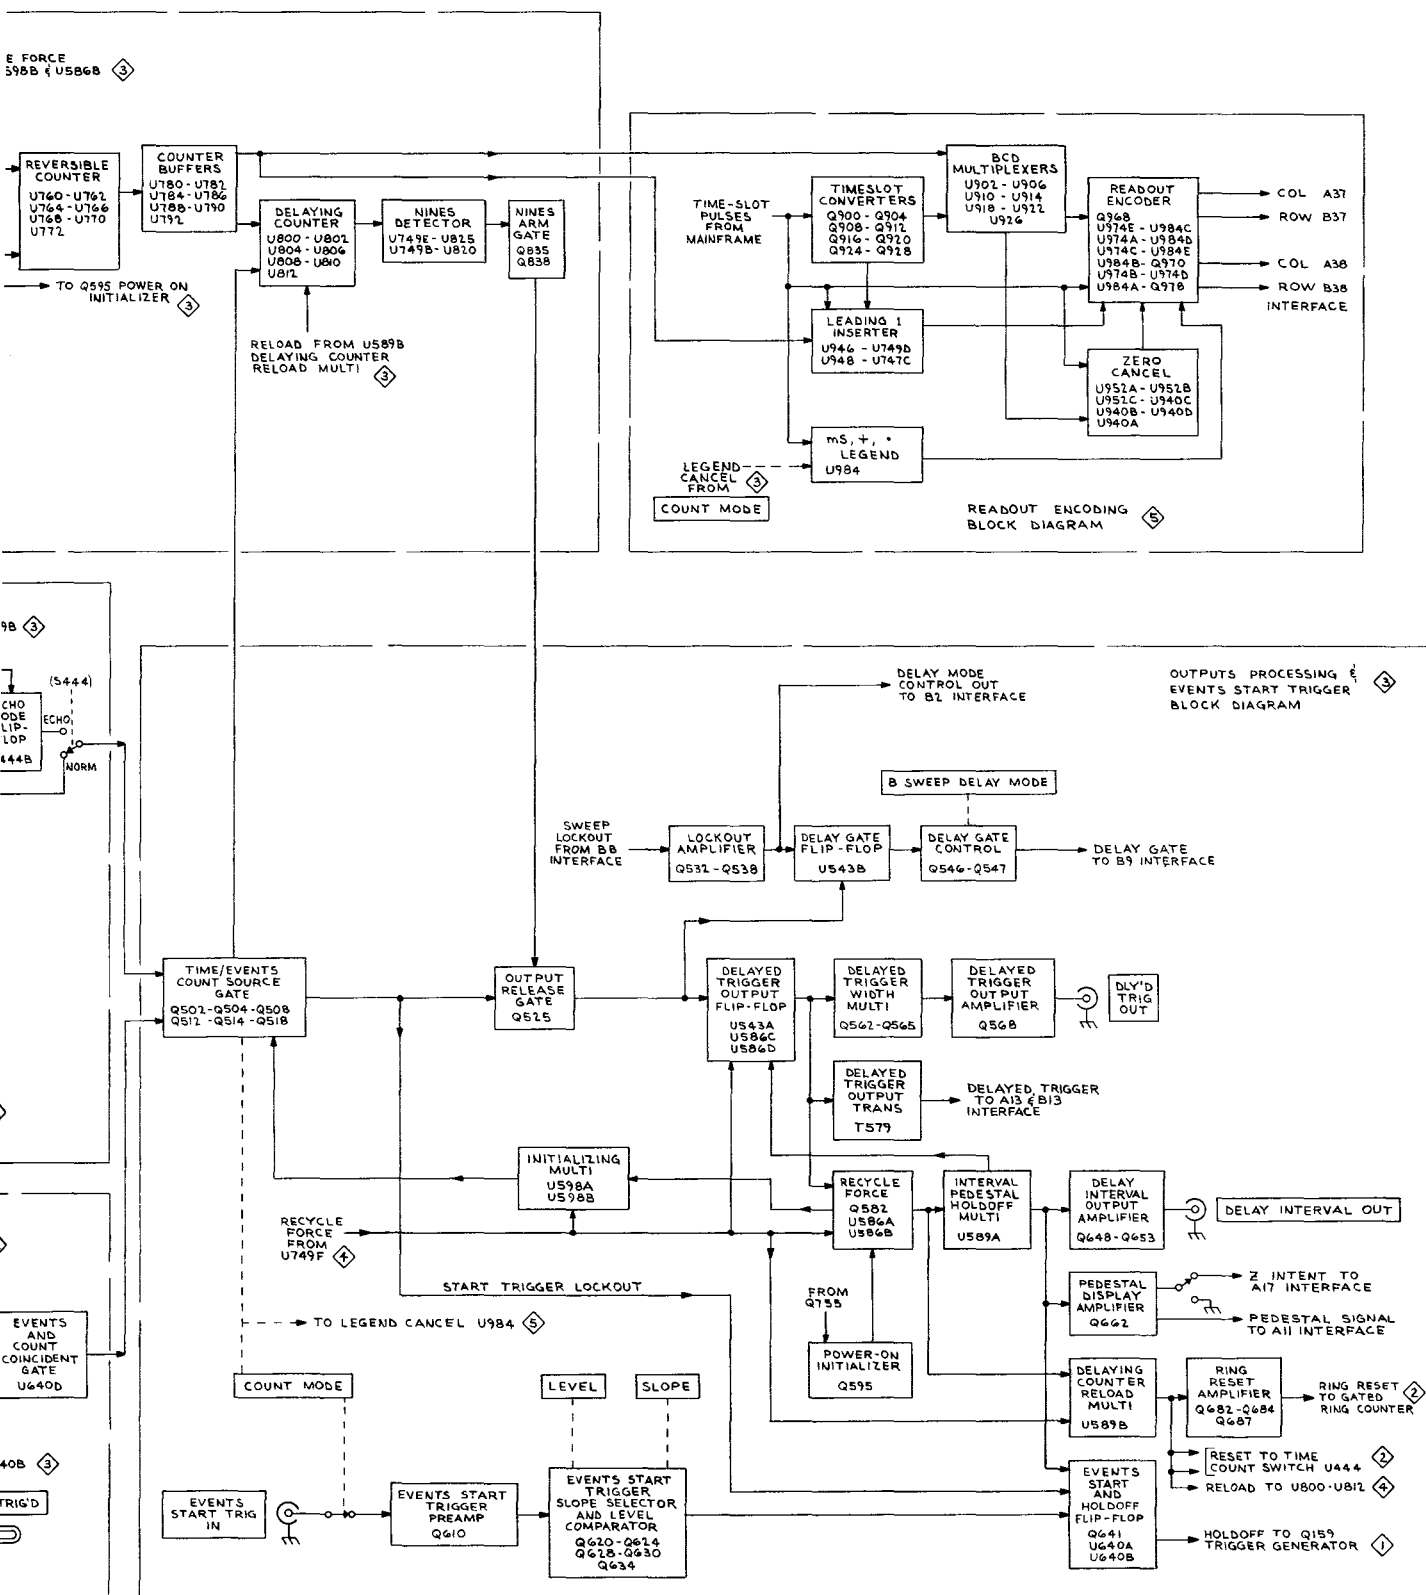 E FORCE
598B & U586B 3
REVERSIBLE
COUNTER
U760-U762
U764-U766
U768-U770
U772
COUNTER
BUFFERS
U780-U782
U784-U786
U788-U790
U792
DELAYING
COUNTER
U800-U802
U804-U806
U808-U810
U812
NINES
DETECTOR
U749E-U825
U749B-U820
NINES
ARM
GATE
Q835
Q838
TO Q595 POWER ON
INITIALIZER 3
RELOAD FROM U589B
DELAYING COUNTER
RELOAD MULTI 3
TIME-SLOT
PULSES
FROM
MAINFRAME
TIMESLOT
CONVERTERS
Q900-Q904
Q908-Q912
Q916-Q920
Q924-Q928
BCD
MULTIPLEXERS
U902-U906
U910-U914
U918-U922
U926
READOUT
ENCODER
Q968
U974E-U984C
U974A-U984D
U974C-U984E
U984B-Q970
U974B-U974D
U984A-Q978
COL A37
ROW B37
COL A38
ROW B38
INTERFACE
LEADING 1
INSERTER
U946-U749D
U948-U747C
ZERO
CANCEL
U952A-U952B
U952C-U940C
U940B-U940D
U940A
mS, +, •
LEGEND
U984
LEGEND
CANCEL
FROM 3
COUNT MODE
READOUT ENCODING
BLOCK DIAGRAM 5
9B 3
CHO
ODE
LIP-
LOP
444B
(S444)
ECHO
NORM
DELAY MODE
CONTROL OUT
TO B2 INTERFACE
OUTPUTS PROCESSING &
EVENTS START TRIGGER
BLOCK DIAGRAM 3
B SWEEP DELAY MODE
SWEEP
LOCKOUT
FROM B8
INTERFACE
LOCKOUT
AMPLIFIER
Q532-Q538
DELAY GATE
FLIP-FLOP
U543B
DELAY GATE
CONTROL
Q546-Q547
DELAY GATE
TO B9 INTERFACE
TIME/EVENTS
COUNT SOURCE
GATE
Q502-Q504-Q508
Q512-Q514-Q518
OUTPUT
RELEASE
GATE
Q525
DELAYED
TRIGGER
OUTPUT
FLIP-FLOP
U543A
U586C
U586D
DELAYED
TRIGGER
WIDTH
MULTI
Q562-Q565
DELAYED
TRIGGER
OUTPUT
AMPLIFIER
Q568
DLY'D
TRIG
OUT
DELAYED
TRIGGER
OUTPUT
TRANS
T579
DELAYED TRIGGER
TO A13 & B13
INTERFACE
INITIALIZING
MULTI
U598A
U598B
RECYCLE
FORCE
Q582
U586A
U586B
INTERVAL
PEDESTAL
HOLDOFF
MULTI
U589A
DELAY
INTERVAL
OUTPUT
AMPLIFIER
Q648-Q653
DELAY INTERVAL OUT
RECYCLE
FORCE
FROM
U749F 4
START TRIGGER LOCKOUT
FROM
Q755
PEDESTAL
DISPLAY
AMPLIFIER
Q662
Z INTENT TO
A17 INTERFACE
PEDESTAL SIGNAL
TO A11 INTERFACE
TO LEGEND CANCEL U984 5
EVENTS
AND
COUNT
COINCIDENT
GATE
U640D
POWER-ON
INITIALIZER
Q595
COUNT MODE
LEVEL
SLOPE
DELAYING
COUNTER
RELOAD
MULTI
U589B
RING
RESET
AMPLIFIER
Q682-Q684
Q687
RING RESET
TO GATED
RING COUNTER 2
40B 3
TRIG'D
RESET TO TIME
COUNT SWITCH U444 2
RELOAD TO U800-U812 4
EVENTS
START TRIG
IN
EVENTS START
TRIGGER
PREAMP
Q610
EVENTS START
TRIGGER
SLOPE SELECTOR
AND LEVEL
COMPARATOR
Q620-Q624
Q628-Q630
Q634
EVENTS
START
AND
HOLDOFF
FLIP-FLOP
Q641
U640A
U640B
HOLDOFF TO Q159
TRIGGER GENERATOR 1